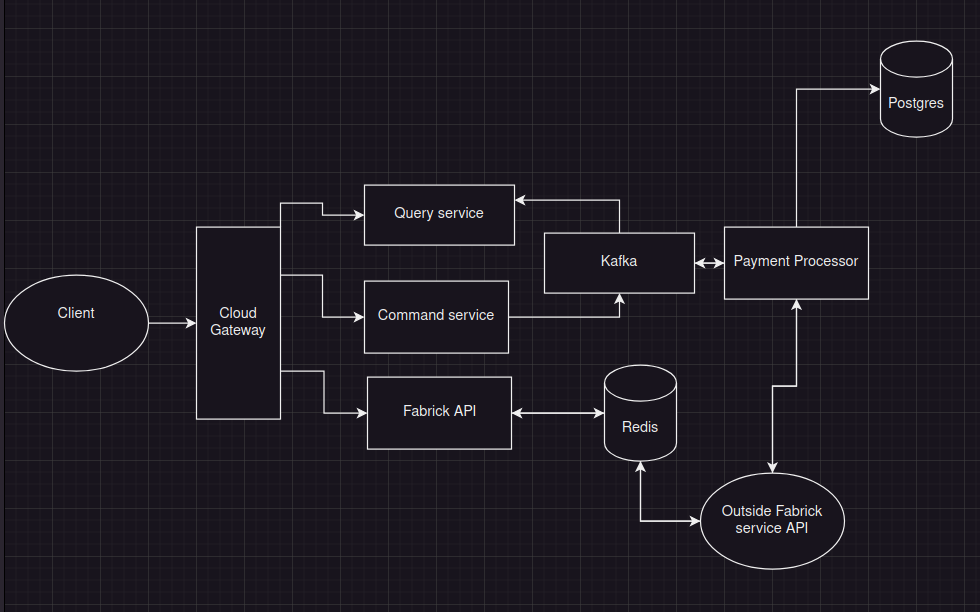 Postgres
Query service
Kafka
Payment Processor
Client
Cloud
Gateway
Command service
Fabrick API
Redis
Outside Fabrick
service API